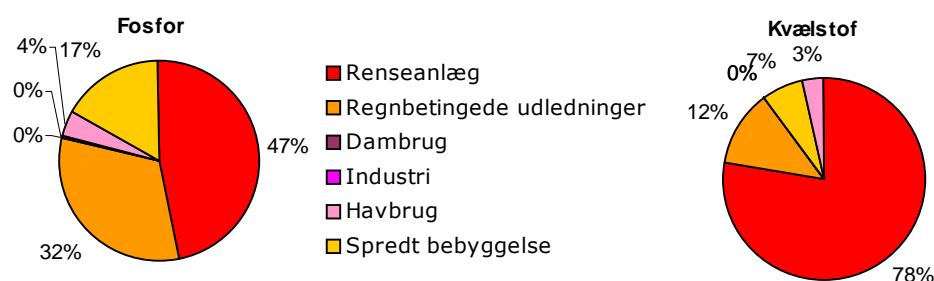 Fosfor
4%
17%
0%
0%
47%
32%
Renseanlæg
Regnbetingede udledninger
Dambrug
Industri
Havbrug
Spredt bebyggelse
Kvælstof
3%
7%
0%
0%
12%
78%